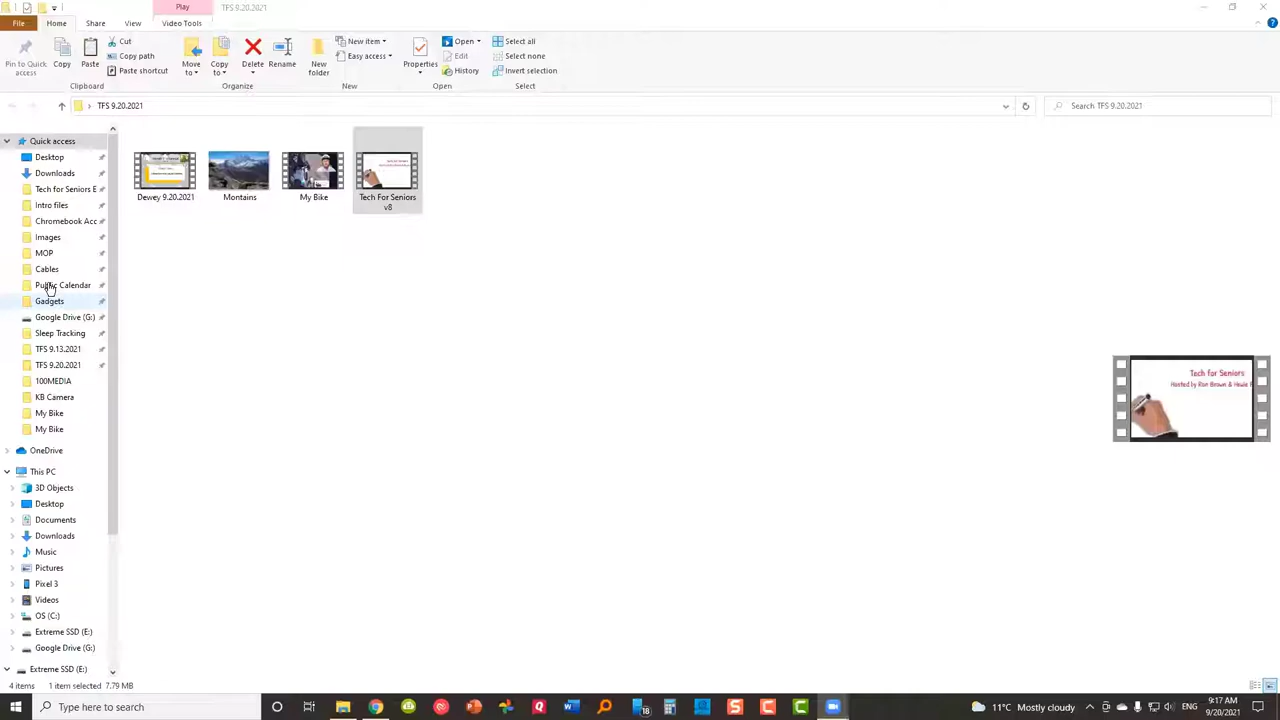 Play
TFS 9.20.2021
File
Home
Share
View
Video Tools
Pin to Quick access
Copy
Paste
Cut
Copy path
Paste shortcut
Move to
Copy to
Delete
Rename
New folder
New item
Easy access
Properties
Open
Edit
History
Select all
Select none
Invert selection
Clipboard
Organize
New
Open
Select
TFS 9.20.2021
Search TFS 9.20.2021
Quick access
Desktop
Downloads
Tech for Seniors E
Intro files
Chromebook Acc
Images
MOP
Cables
Public Calendar
Gadgets
Google Drive (G:)
Sleep Tracking
TFS 9.13.2021
TFS 9.20.2021
100MEDIA
KB Camera
My Bike
My Bike
OneDrive
This PC
3D Objects
Desktop
Documents
Downloads
Music
Pictures
Pixel 3
Videos
OS (C:)
Extreme SSD (E:)
Google Drive (G:)
Extreme SSD (E:)
Dewey 9.20.2021
Montains
My Bike
Tech For Seniors
v8
Tech for Seniors
Hosted by Ron Brown &
4 items
1 item selected 7.79 MB
Type here to search
18
11°C Mostly cloudy
ENG
9:17 AM
9/20/2021